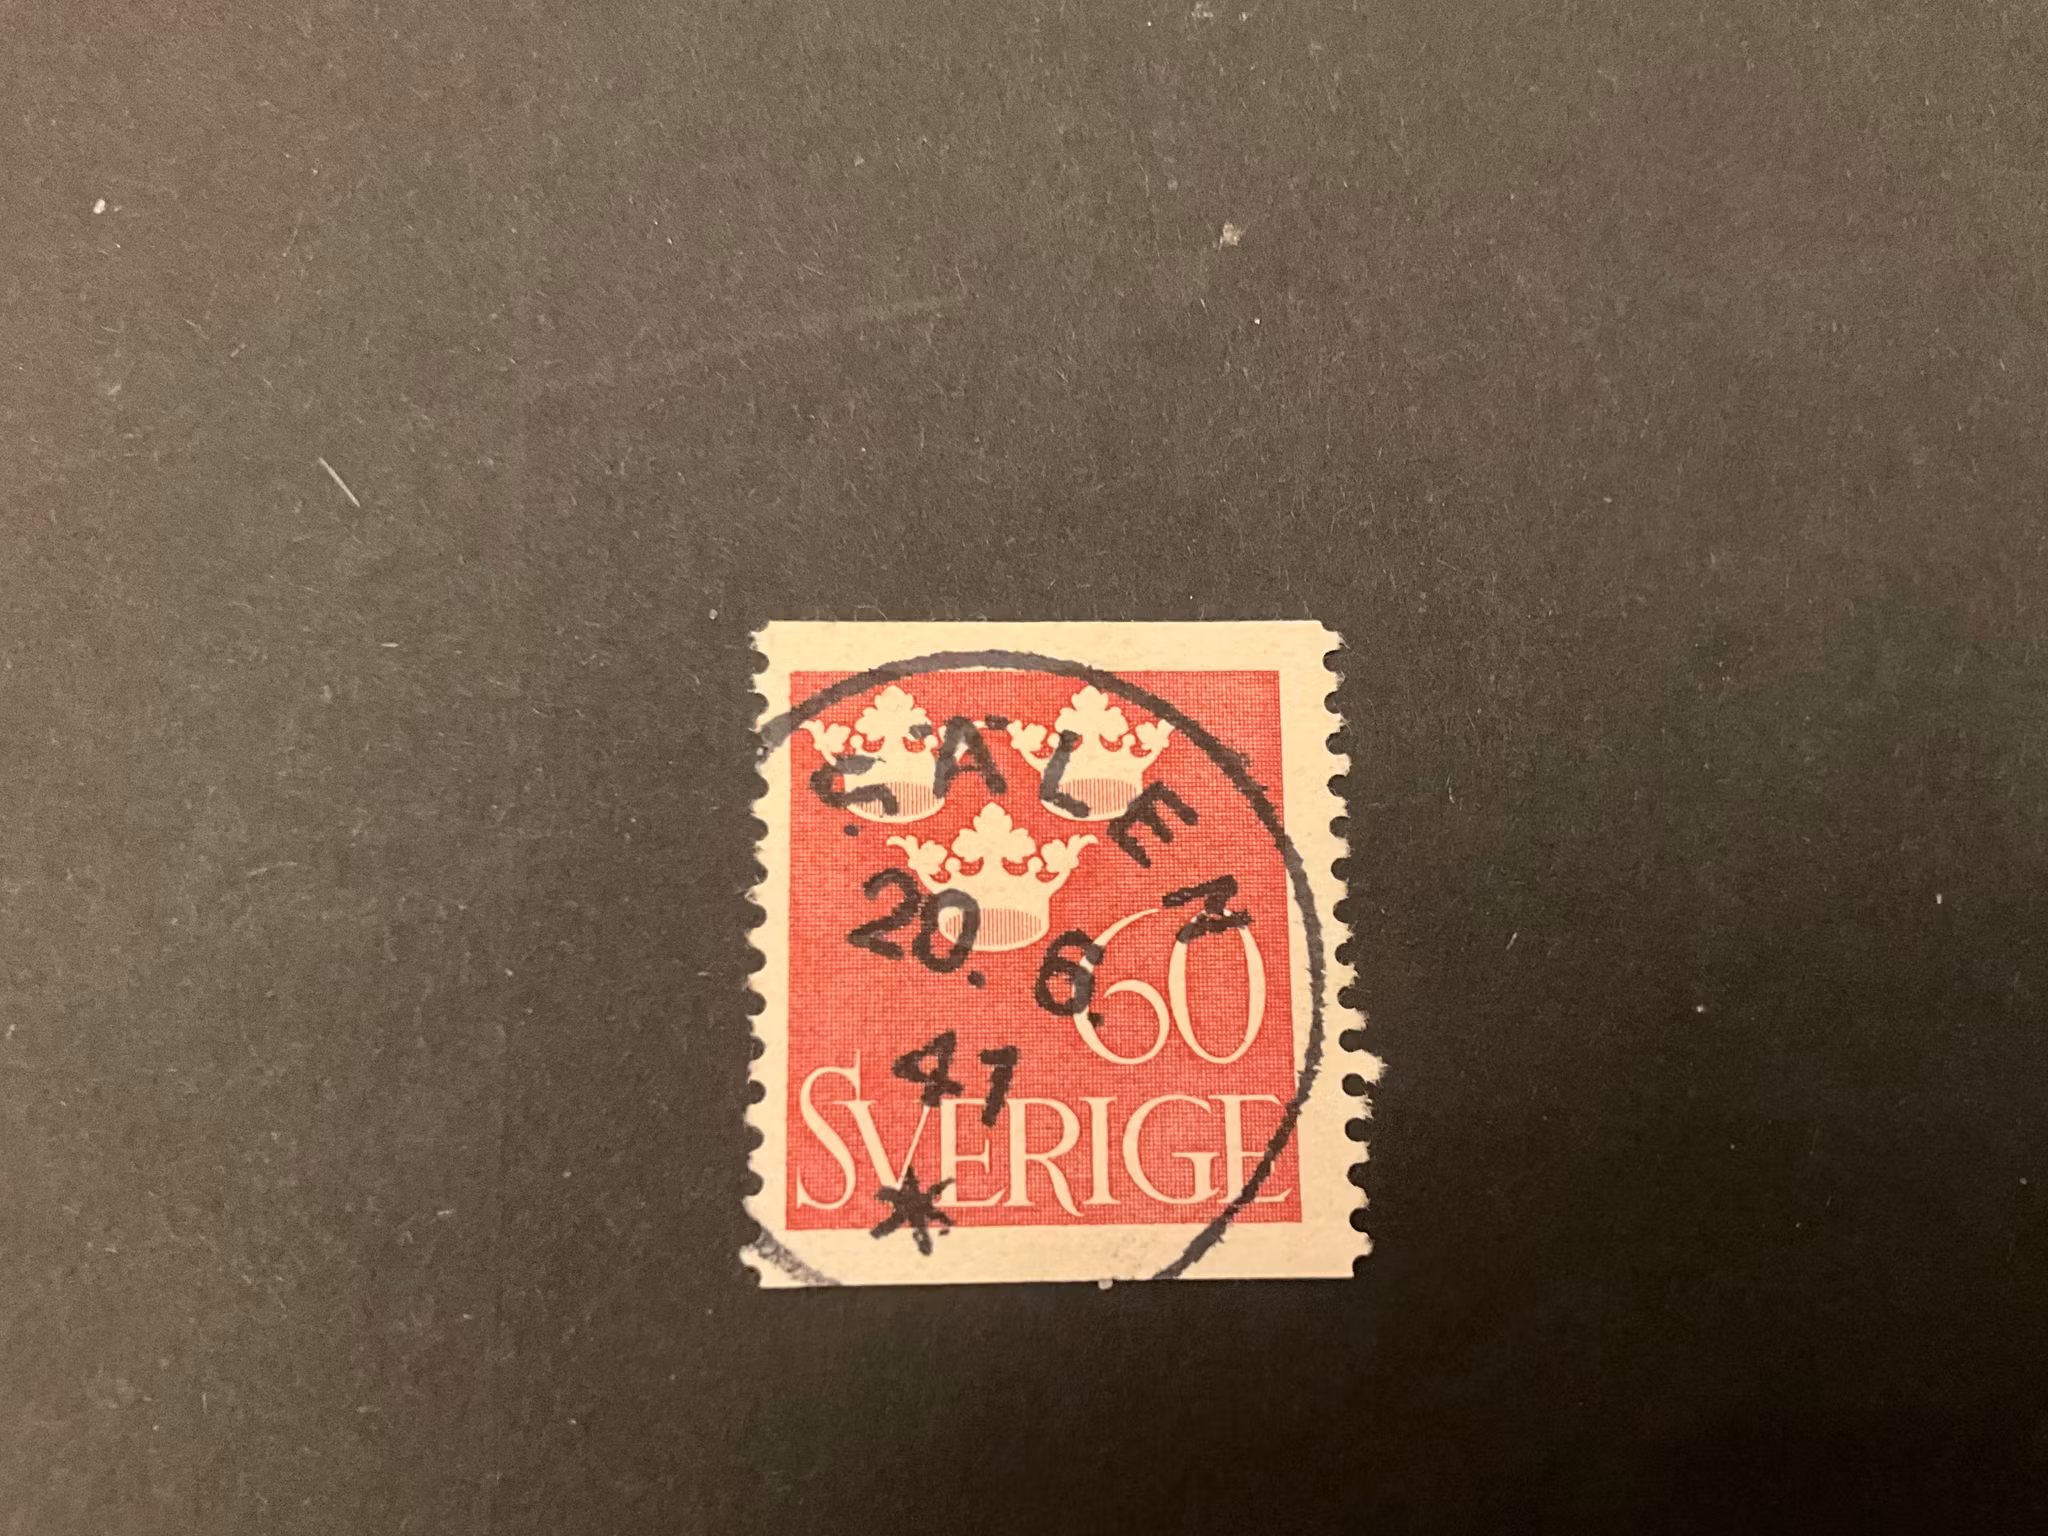 SÄLEN
20. 6.
41
*
60
SVERIGE